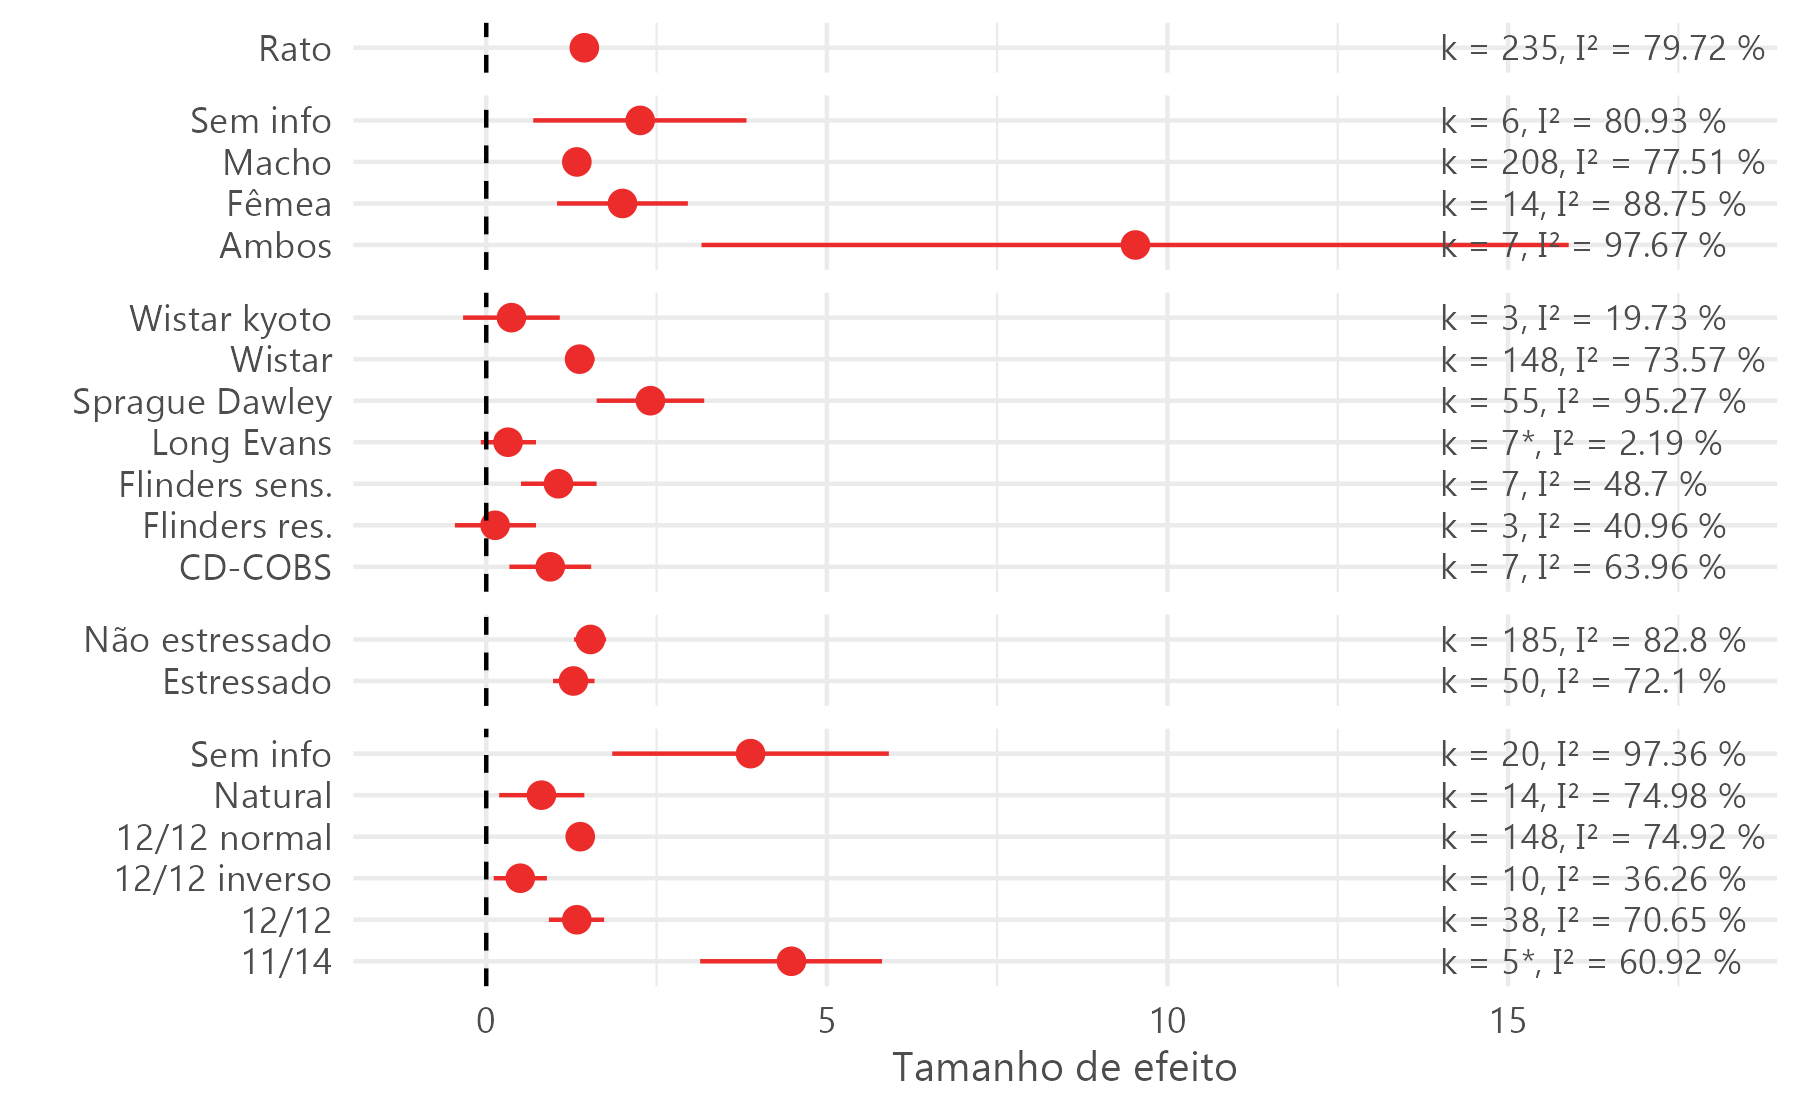 Rato k = 235, I² = 79.72 %
Sem info k = 6, I² = 80.93 %
Macho k = 208, I² = 77.51 %
Fêmea k = 14, I² = 88.75 %
Ambos k = 7, I² = 97.67 %
Wistar kyoto k = 3, I² = 19.73 %
Wistar k = 148, I² = 73.57 %
Sprague Dawley k = 55, I² = 95.27 %
Long Evans k = 7*, I² = 2.19 %
Flinders sens. k = 7, I² = 48.7 %
Flinders res. k = 3, I² = 40.96 %
CD-COBS k = 7, I² = 63.96 %
Não estressado k = 185, I² = 82.8 %
Estressado k = 50, I² = 72.1 %
Sem info k = 20, I² = 97.36 %
Natural k = 14, I² = 74.98 %
12/12 normal k = 148, I² = 74.92 %
12/12 inverso k = 10, I² = 36.26 %
12/12 k = 38, I² = 70.65 %
11/14 k = 5*, I² = 60.92 %
0 5 10 15
Tamanho de efeito